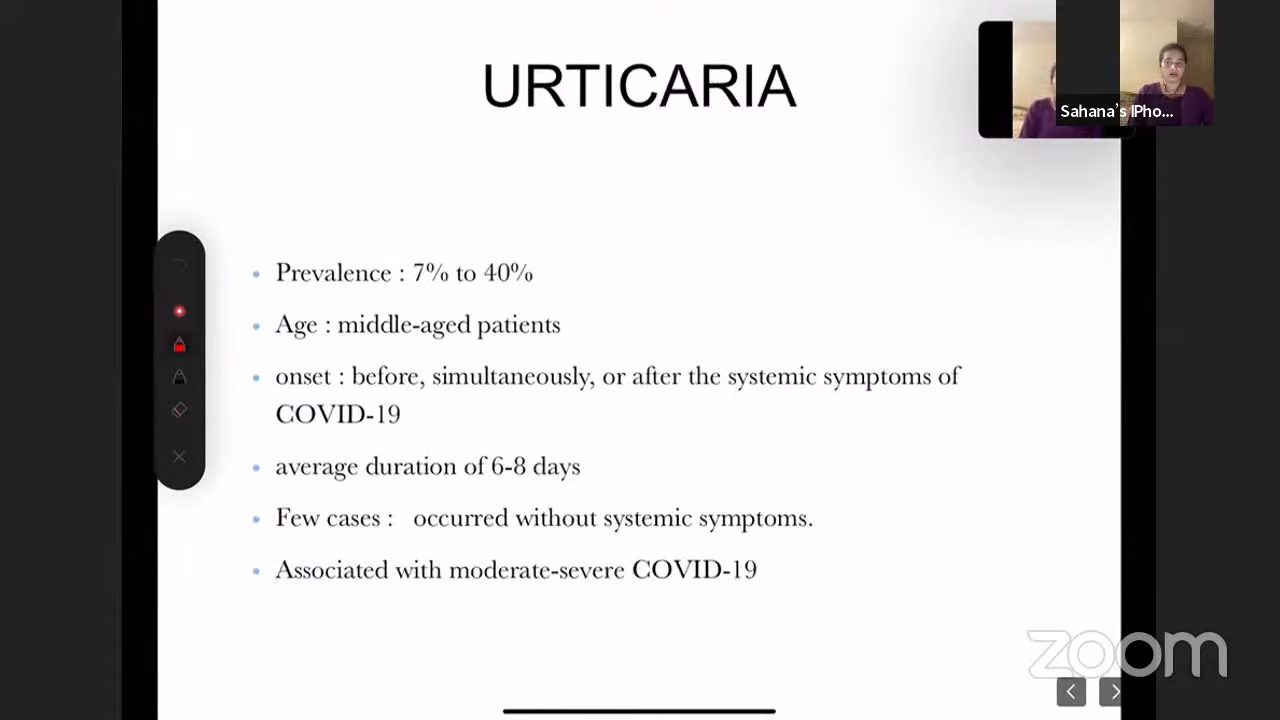 URTICARIA
Sahana's IPho...
• Prevalence : 7% to 40%
• Age : middle-aged patients
• onset : before, simultaneously, or after the systemic symptoms of
COVID-19
• average duration of 6-8 days
• Few cases : occurred without systemic symptoms.
• Associated with moderate-severe COVID-19
zoom